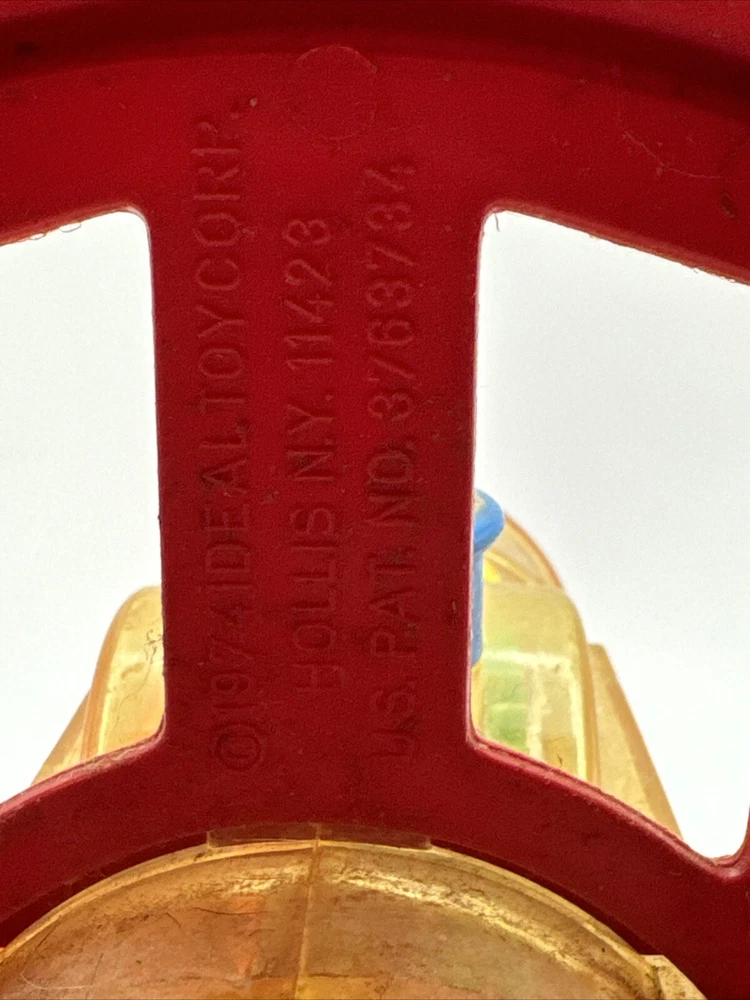 ©1974 IDEAL TOY CORP.
HOLLIS N.Y. 11423
U.S. PAT. NO. 3763734